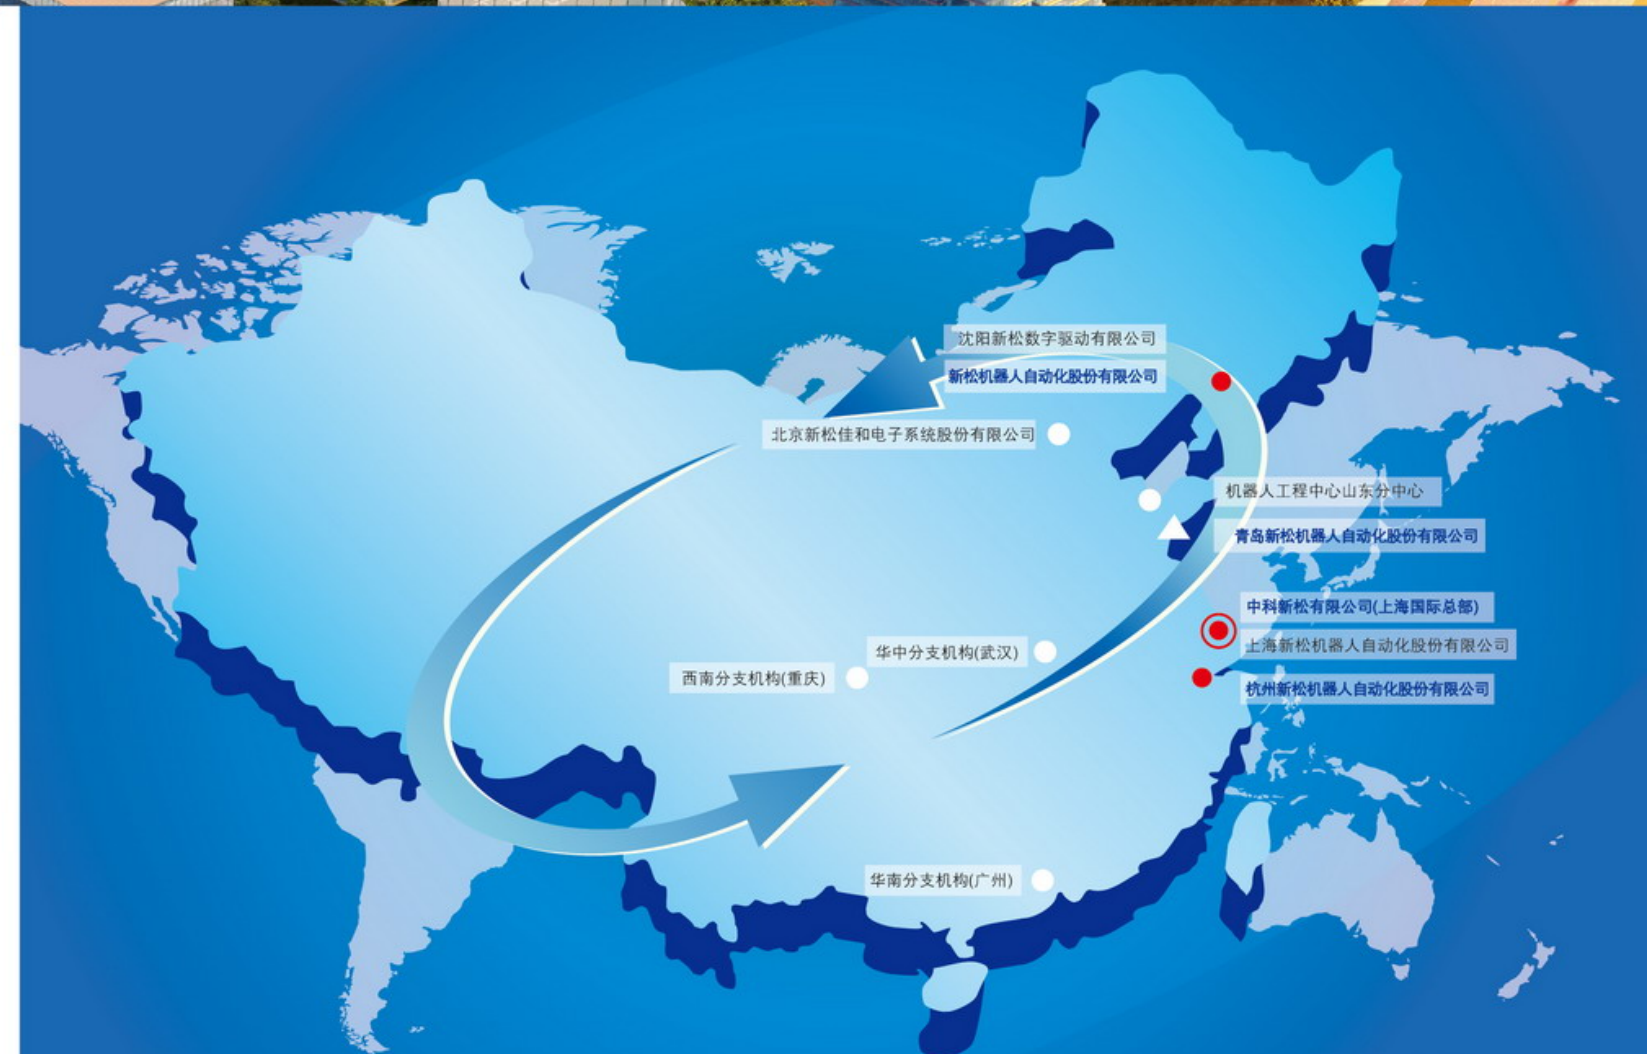 沈阳新松数字驱动有限公司
新松机器人自动化股份有限公司
北京新松佳和电子系统股份有限公司
机器人工程中心山东分中心
青岛新松机器人自动化股份有限公司
中科新松有限公司(上海国际总部)
上海新松机器人自动化股份有限公司
华中分支机构(武汉)
西南分支机构(重庆)
杭州新松机器人自动化股份有限公司
华南分支机构(广州)